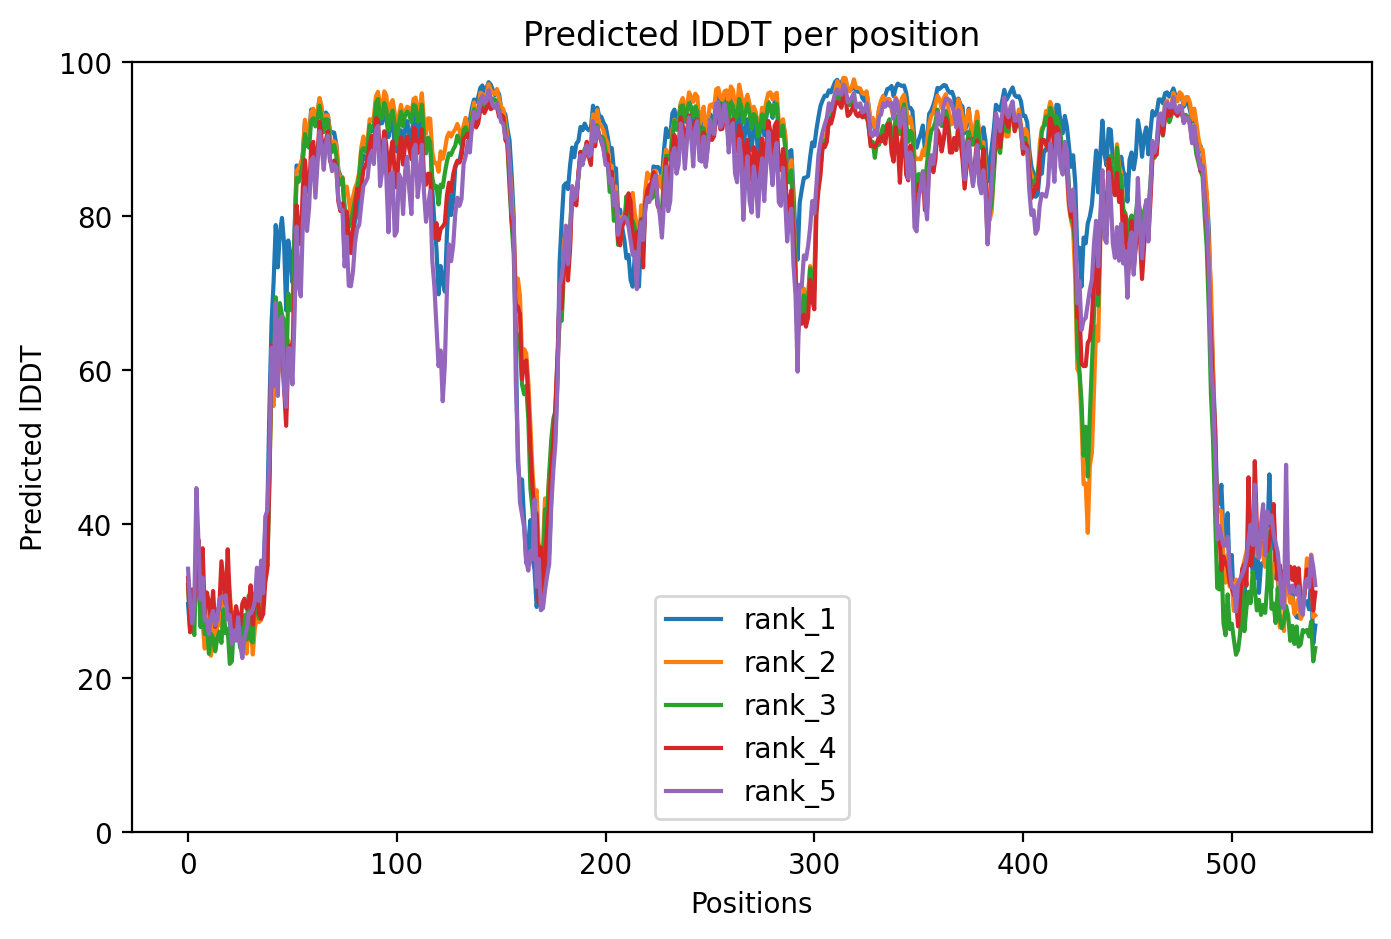 Predicted lDDT per position
Predicted lDDT
100
80
60
40
20
0
rank_1
rank_2
rank_3
rank_4
rank_5
0 100 200 300 400 500
Positions